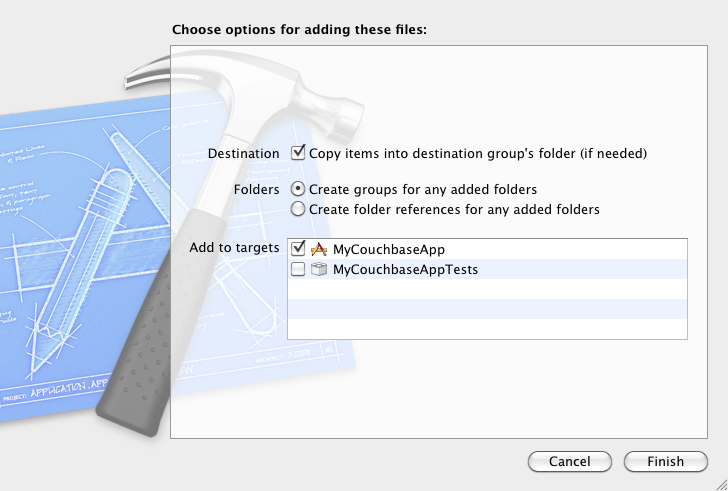 Choose options for adding these files:
Destination
Copy items into destination group's folder (if needed)
Folders
Create groups for any added folders
Create folder references for any added folders
Add to targets
MyCouchbaseApp
MyCouchbaseAppTests
PROJECT: APPLICATION.APP
Cancel
Finish